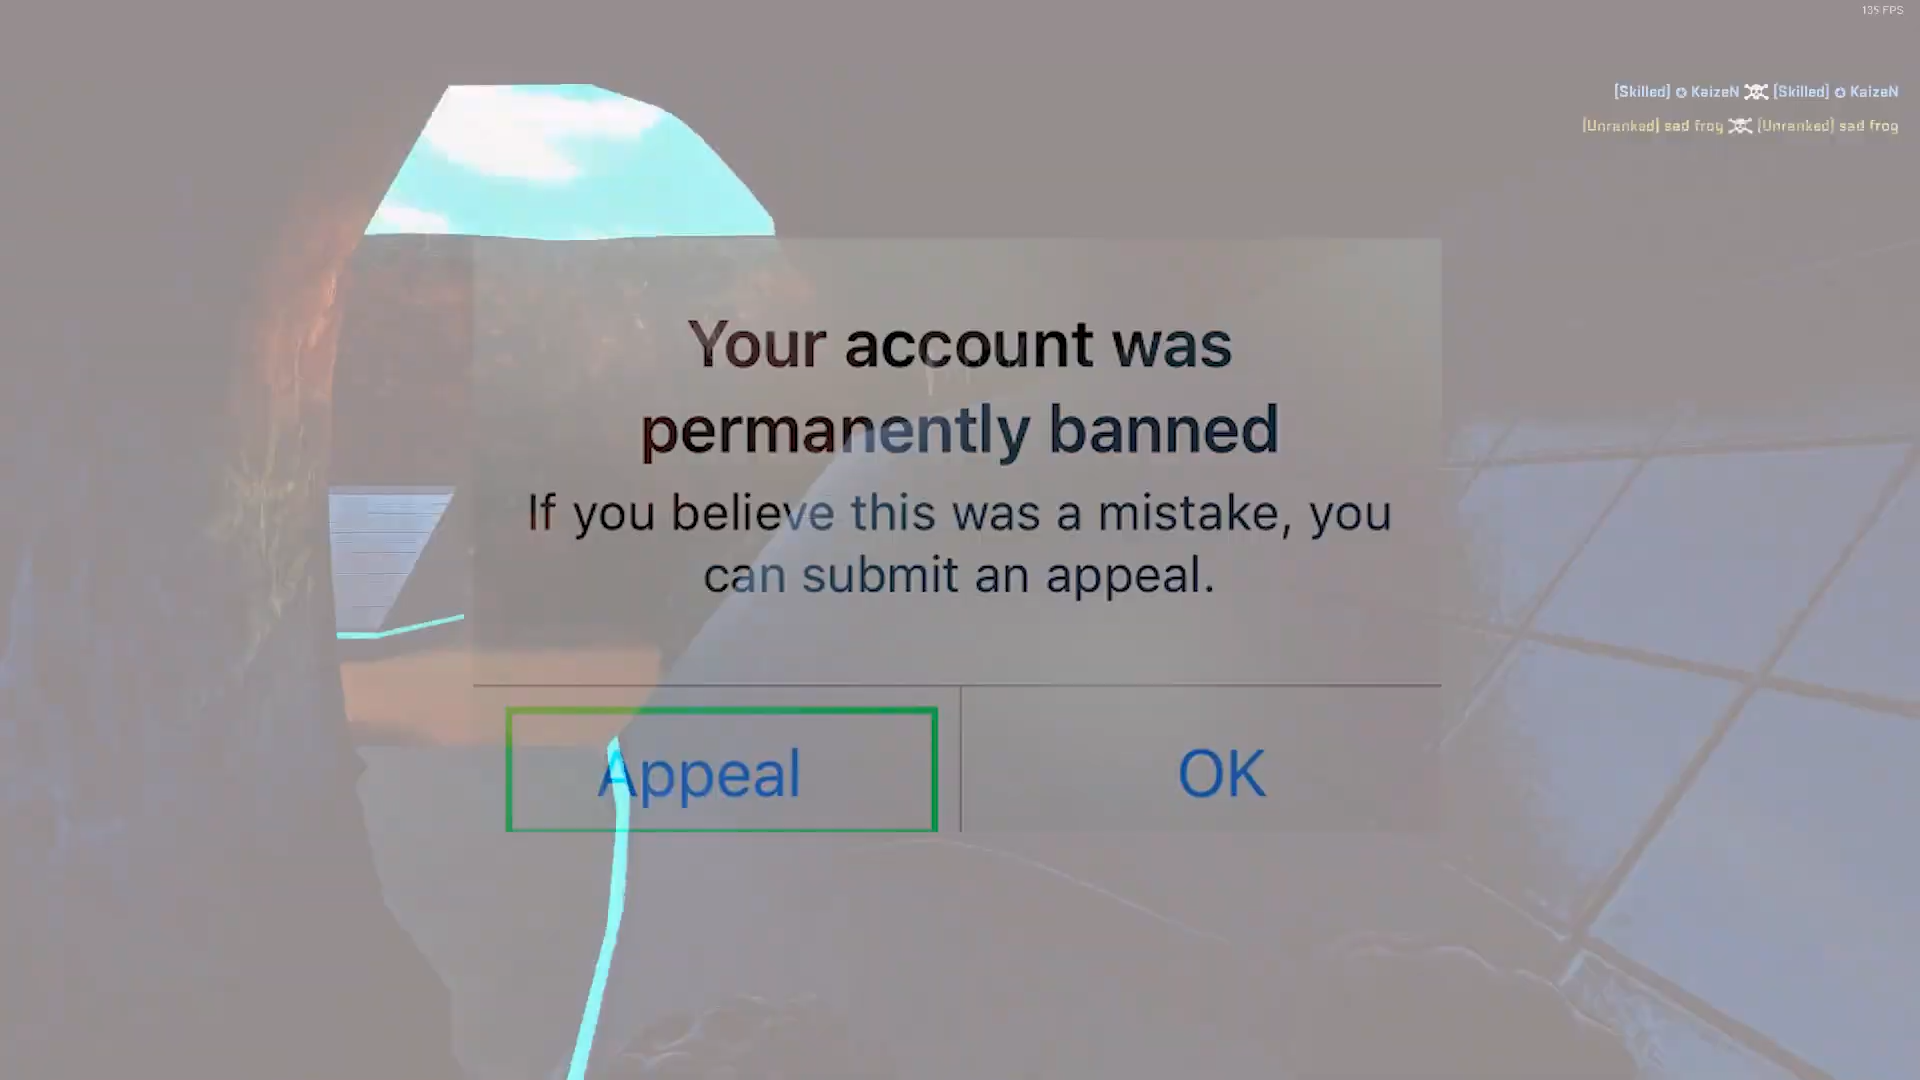 135 FPS
[Skilled] ✪ KaizeN ☠ [Skilled] ✪ KaizeN
[Unranked] sad frog ☠ [Unranked] sad frog
Your account was
permanently banned
If you believe this was a mistake, you
can submit an appeal.
Appeal
OK